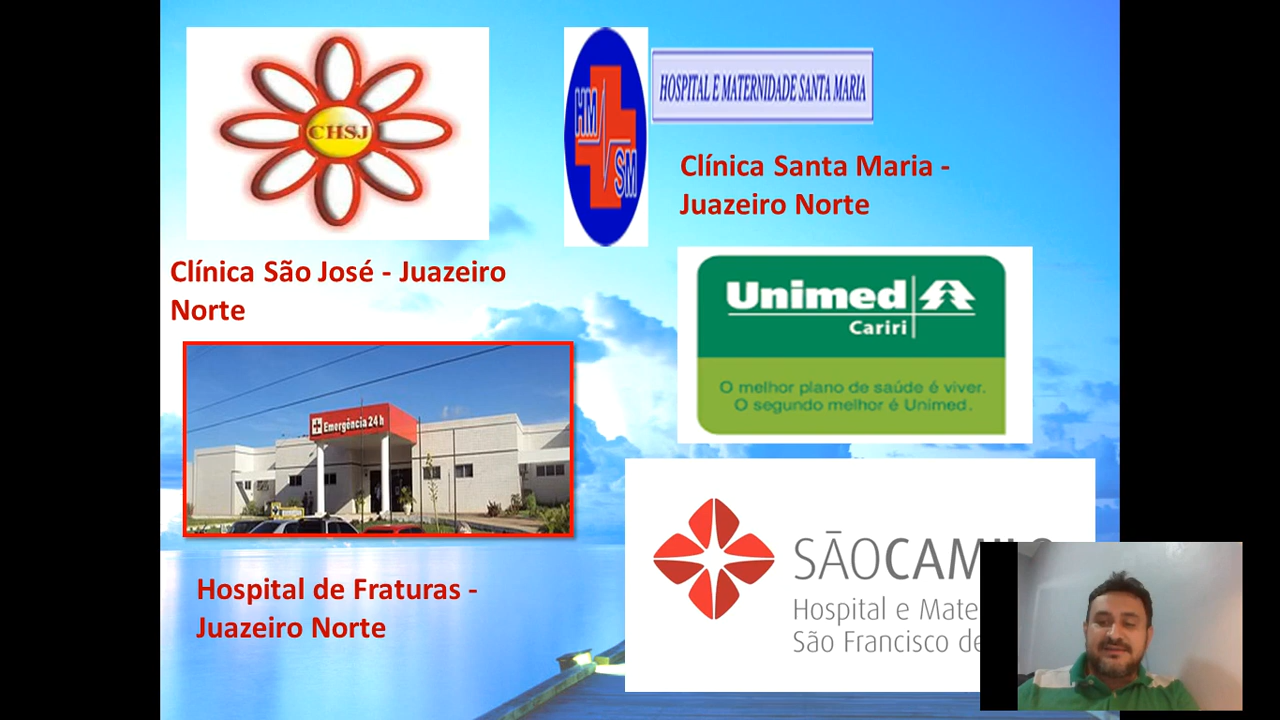 CHSJ
Clínica São José - Juazeiro
Norte
HM
SM
HOSPITAL E MATERNIDADE SANTA MARIA
Clínica Santa Maria -
Juazeiro Norte
Unimed
Cariri
O melhor plano de saúde é viver.
O segundo melhor é Unimed.
Emergência 24h
Hospital de Fraturas -
Juazeiro Norte
SÃOCAMILO
Hospital e Mate
São Francisco de